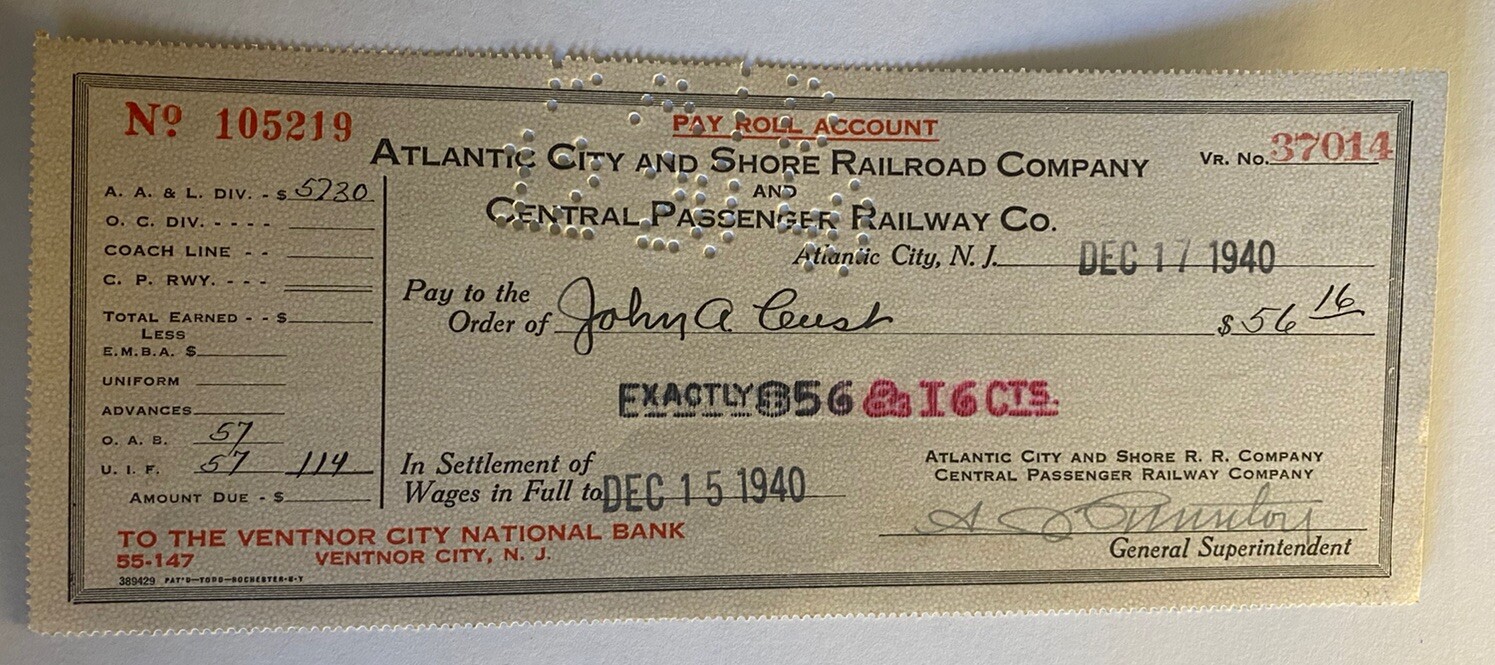 Nº 105219
PAY ROLL ACCOUNT
VR. NO. 37014
ATLANTIC CITY AND SHORE RAILROAD COMPANY
AND
CENTRAL PASSENGER RAILWAY CO.
Atlantic City, N. J. DEC 17 1940
A. A. & L. DIV. - $ 5730
O. C. DIV. - - - -
COACH LINE - -
C. P. RWY. - - -
TOTAL EARNED - - $
LESS
E.M.B.A. $
UNIFORM
ADVANCES
O. A. B. 57
U. I. F. 57 114
AMOUNT DUE - $
Pay to the
Order of John A $ 56 16
EXACTLY $56 & 16 CTS.
In Settlement of
Wages in Full to DEC 15 1940
ATLANTIC CITY AND SHORE R. R. COMPANY
CENTRAL PASSENGER RAILWAY COMPANY
General Superintendent
TO THE VENTNOR CITY NATIONAL BANK
55-147 VENTNOR CITY, N. J.
389429 PAT'D-TODD-ROCHESTER-N-Y